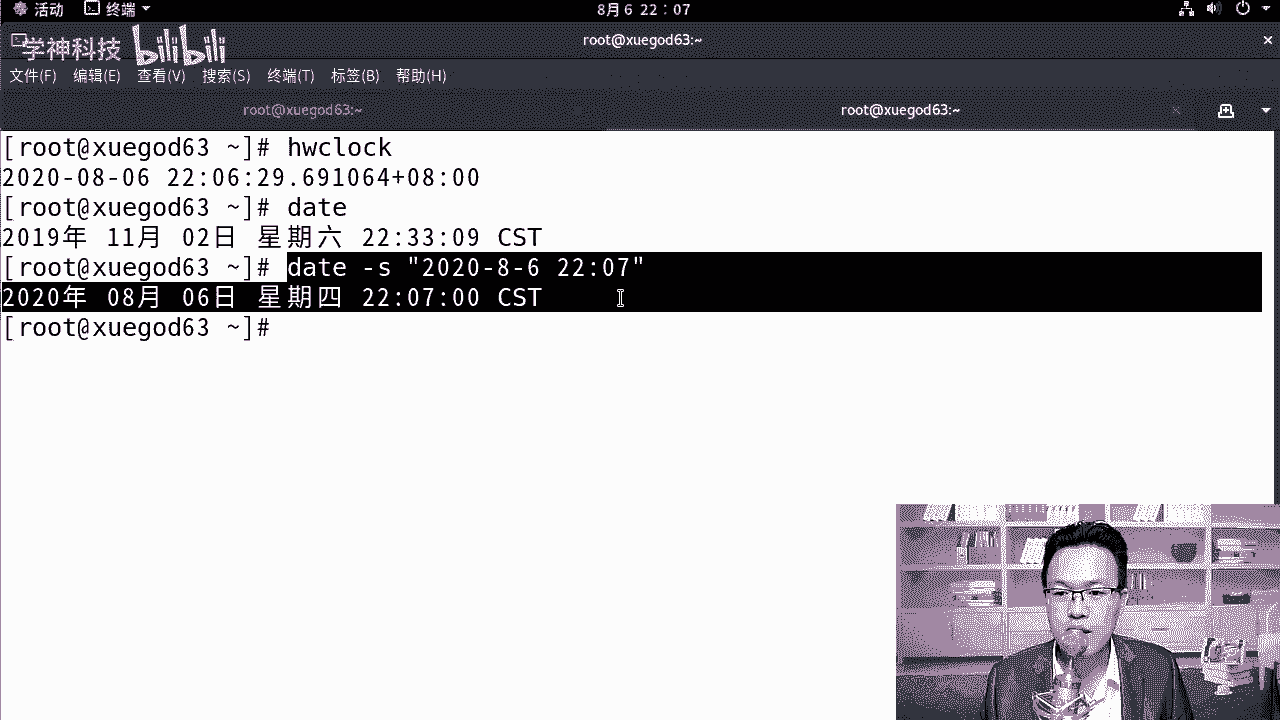 活动 终端 8月 6 22：07
学神科技 bilibili
root@xuegod63:~
文件(F) 编辑(E) 查看(V) 搜索(S) 终端(T) 标签(B) 帮助(H)
root@xuegod63:~ root@xuegod63:~
[root@xuegod63 ~]# hwclock
2020-08-06 22:06:29.691064+08:00
[root@xuegod63 ~]# date
2019年 11月 02日 星期六 22:33:09 CST
[root@xuegod63 ~]# date -s "2020-8-6 22:07"
2020年 08月 06日 星期四 22:07:00 CST
[root@xuegod63 ~]#